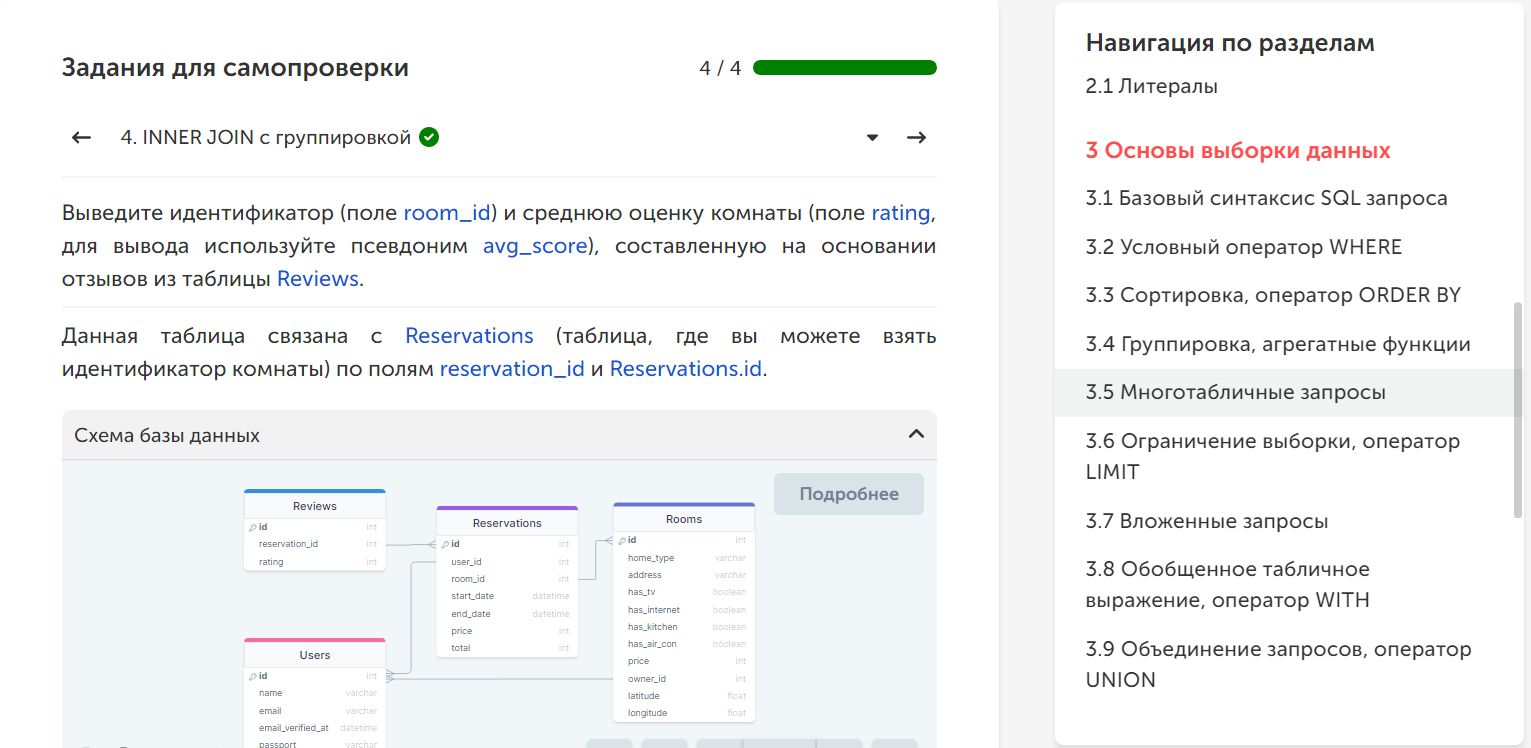 Задания для самопроверки
4 / 4
4. INNER JOIN с группировкой
Выведите идентификатор (поле room_id) и среднюю оценку комнаты (поле rating,
для вывода используйте псевдоним avg_score), составленную на основании
отзывов из таблицы Reviews.
Данная таблица связана с Reservations (таблица, где вы можете взять
идентификатор комнаты) по полям reservation_id и Reservations.id.
Схема базы данных
Подробнее
Reviews
id int
reservation_id int
rating int
Reservations
id int
user_id int
room_id int
start_date datetime
end_date datetime
price int
total int
Rooms
id int
home_type varchar
address varchar
has_tv boolean
has_internet boolean
has_kitchen boolean
has_air_con boolean
price int
owner_id int
latitude float
longitude float
Users
id int
name varchar
email varchar
email_verified_at datetime
passport varchar
Навигация по разделам
2.1 Литералы
3 Основы выборки данных
3.1 Базовый синтаксис SQL запроса
3.2 Условный оператор WHERE
3.3 Сортировка, оператор ORDER BY
3.4 Группировка, агрегатные функции
3.5 Многотабличные запросы
3.6 Ограничение выборки, оператор
LIMIT
3.7 Вложенные запросы
3.8 Обобщенное табличное
выражение, оператор WITH
3.9 Объединение запросов, оператор
UNION